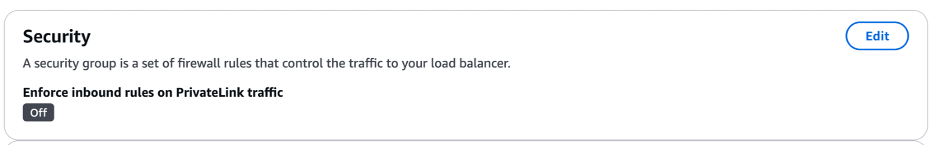 Security
Edit
A security group is a set of firewall rules that control the traffic to your load balancer.
Enforce inbound rules on PrivateLink traffic
Off